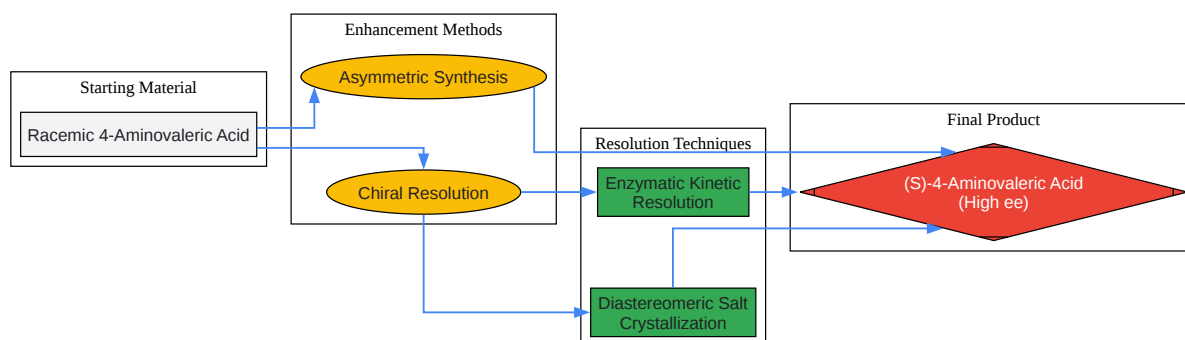 Starting Material
Racemic 4-Aminovaleric Acid
Enhancement Methods
Asymmetric Synthesis
Chiral Resolution
Resolution Techniques
Enzymatic Kinetic
Resolution
Diastereomeric Salt
Crystallization
Final Product
(S)-4-Aminovaleric Acid
(High ee)